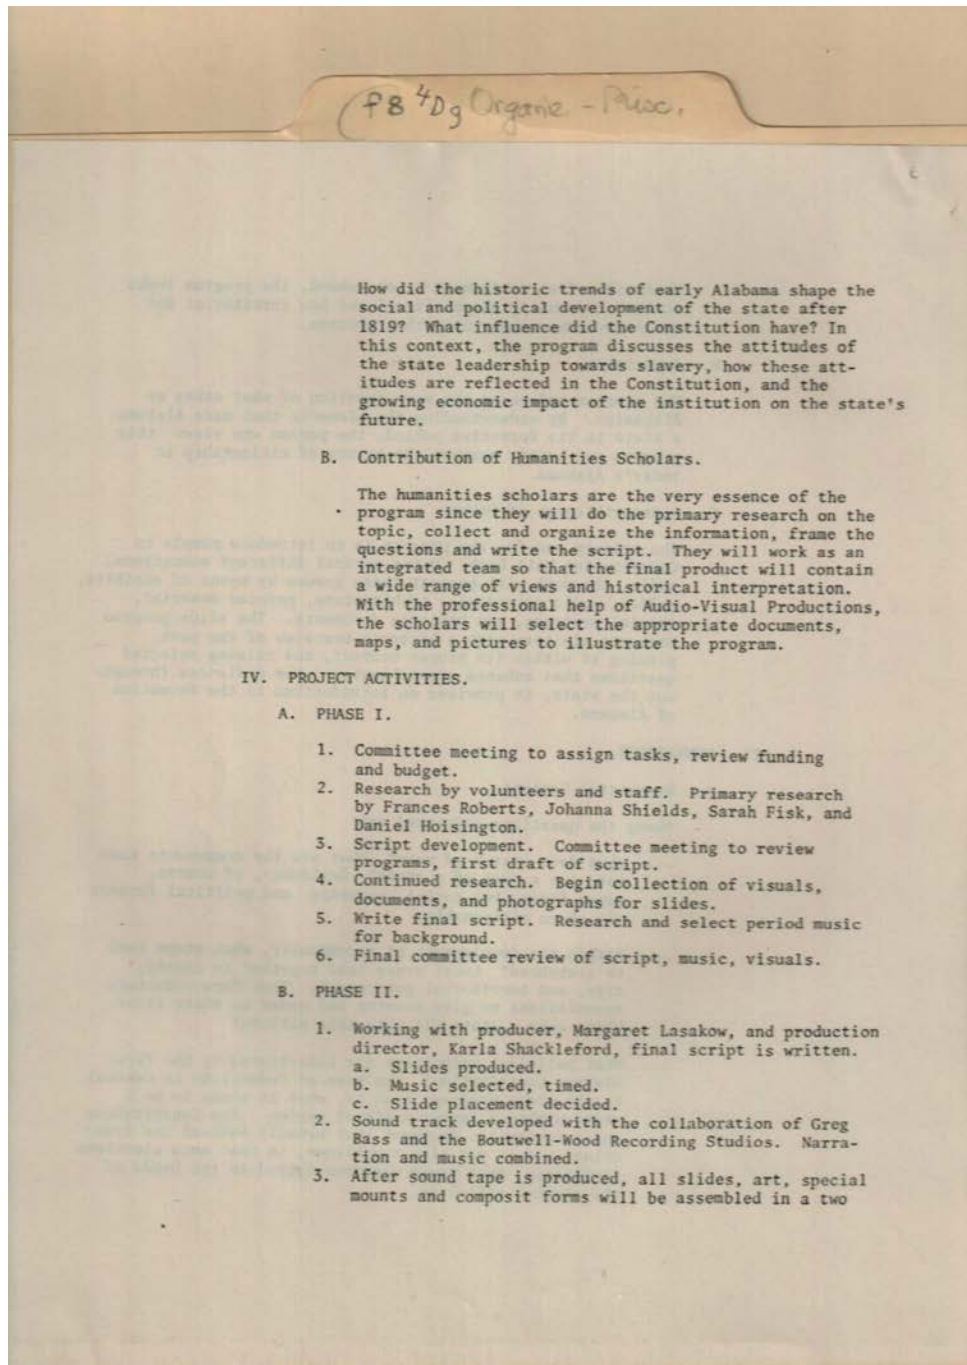 f8 4Dg Organie - Misc.
How did the historic trends of early Alabama shape the
social and political development of the state after
1819? What influence did the Constitution have? In
this context, the program discusses the attitudes of
the state leadership towards slavery, how these att-
itudes are reflected in the Constitution, and the
growing economic impact of the institution on the state's
future.
B. Contribution of Humanities Scholars.
The humanities scholars are the very essence of the
program since they will do the primary research on the
topic, collect and organize the information, frame the
questions and write the script. They will work as an
integrated team so that the final product will contain
a wide range of views and historical interpretation.
With the professional help of Audio-Visual Productions,
the scholars will select the appropriate documents,
maps, and pictures to illustrate the program.
IV. PROJECT ACTIVITIES.
A. PHASE I.
1. Committee meeting to assign tasks, review funding
and budget.
2. Research by volunteers and staff. Primary research
by Frances Roberts, Johanna Shields, Sarah Fisk, and
Daniel Hoisington.
3. Script development. Committee meeting to review
programs, first draft of script.
4. Continued research. Begin collection of visuals,
documents, and photographs for slides.
5. Write final script. Research and select period music
for background.
6. Final committee review of script, music, visuals.
B. PHASE II.
1. Working with producer, Margaret Lasakow, and production
director, Karla Shackleford, final script is written.
a. Slides produced.
b. Music selected, timed.
c. Slide placement decided.
2. Sound track developed with the collaboration of Greg
Bass and the Boutwell-Wood Recording Studios. Narra-
tion and music combined.
3. After sound tape is produced, all slides, art, special
mounts and composit forms will be assembled in a two